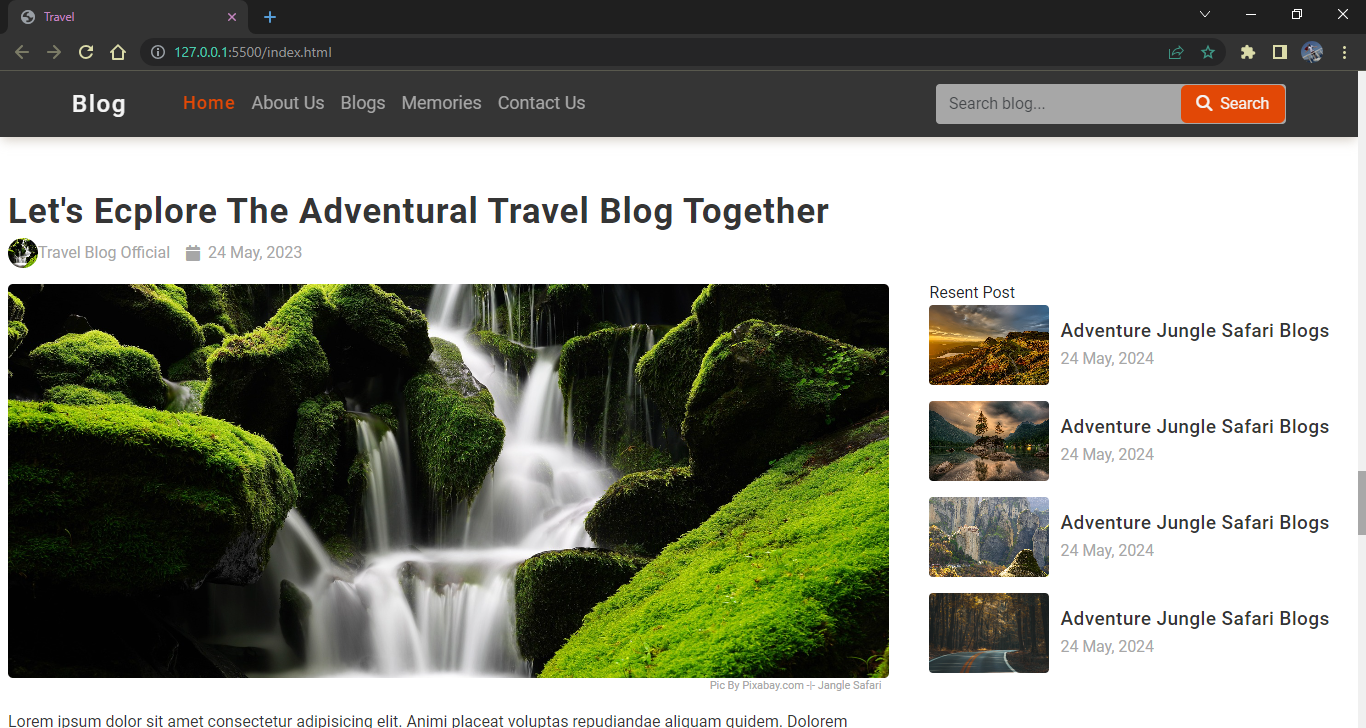 Travel
127.0.0.1:5500/index.html
Blog Home About Us Blogs Memories Contact Us Search blog... Search
Let's Ecplore The Adventural Travel Blog Together
Travel Blog Official 24 May, 2023
Resent Post
Adventure Jungle Safari Blogs
24 May, 2024
Adventure Jungle Safari Blogs
24 May, 2024
Adventure Jungle Safari Blogs
24 May, 2024
Adventure Jungle Safari Blogs
24 May, 2024
Pic By Pixabay.com -|- Jangle Safari
Lorem ipsum dolor sit amet consectetur adipisicing elit. Animi placeat voluptas repudiandae aliquam quidem. Dolorem